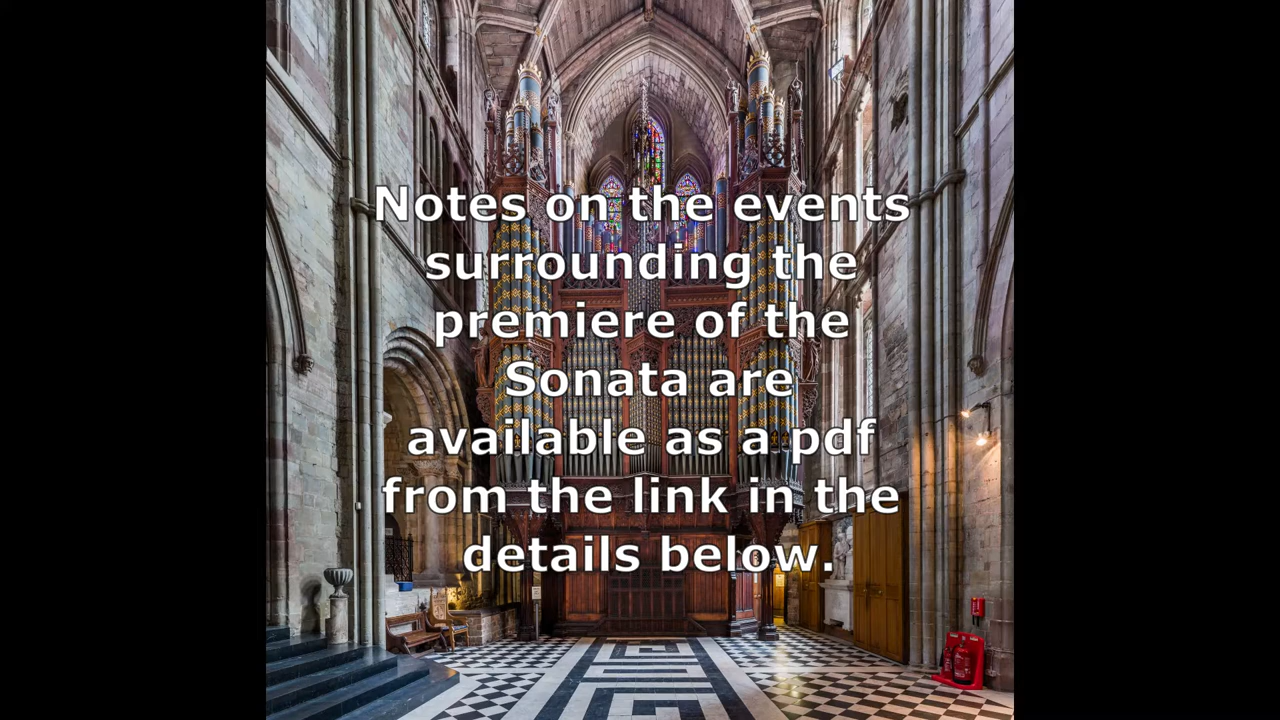 Notes on the events
surrounding the
premiere of the
Sonata are
available as a pdf
from the link in the
details below.